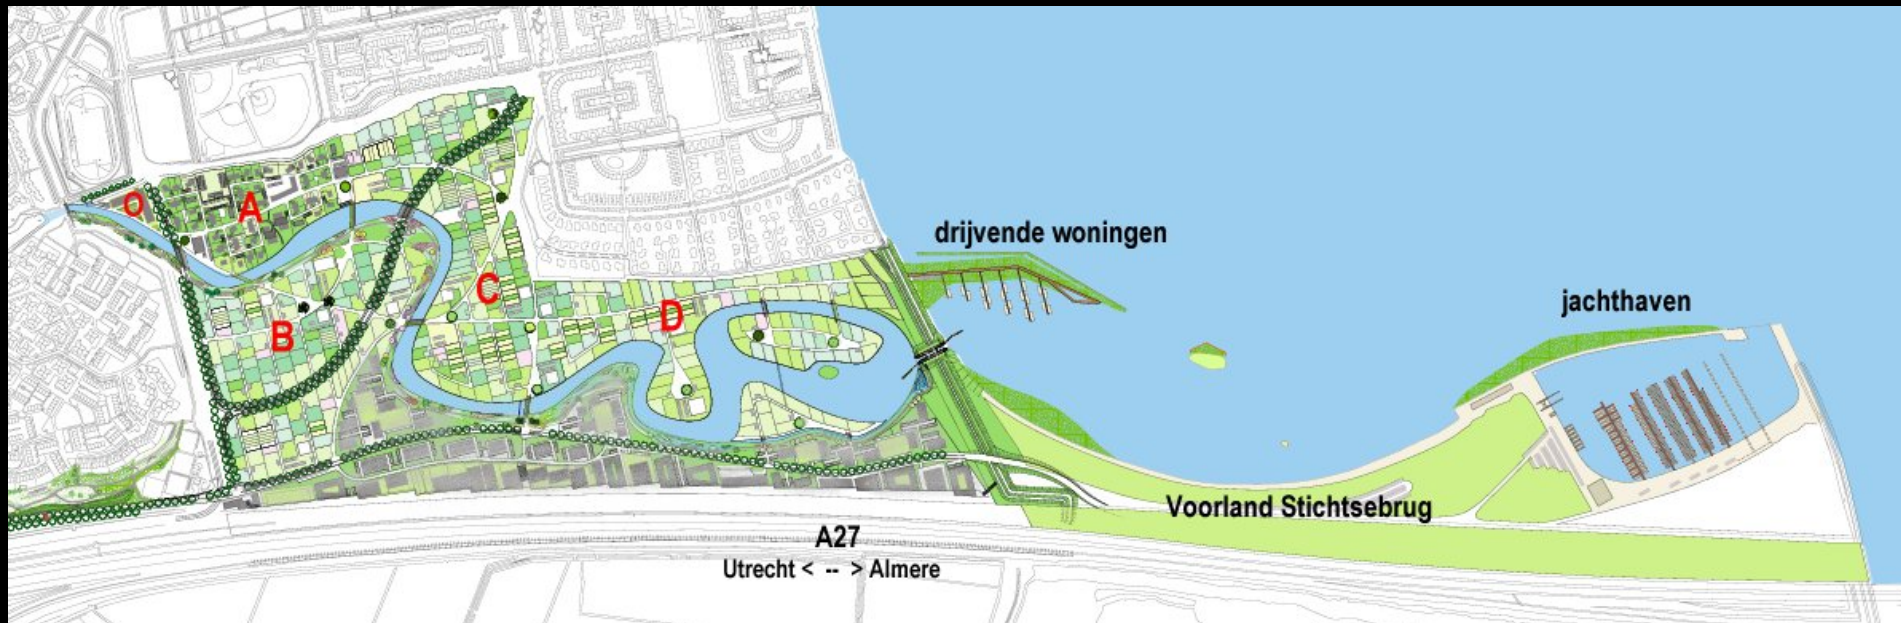 drijvende woningen
jachthaven
O
A
B
C
D
Voorland Stichtsebrug
A27
Utrecht < -- > Almere